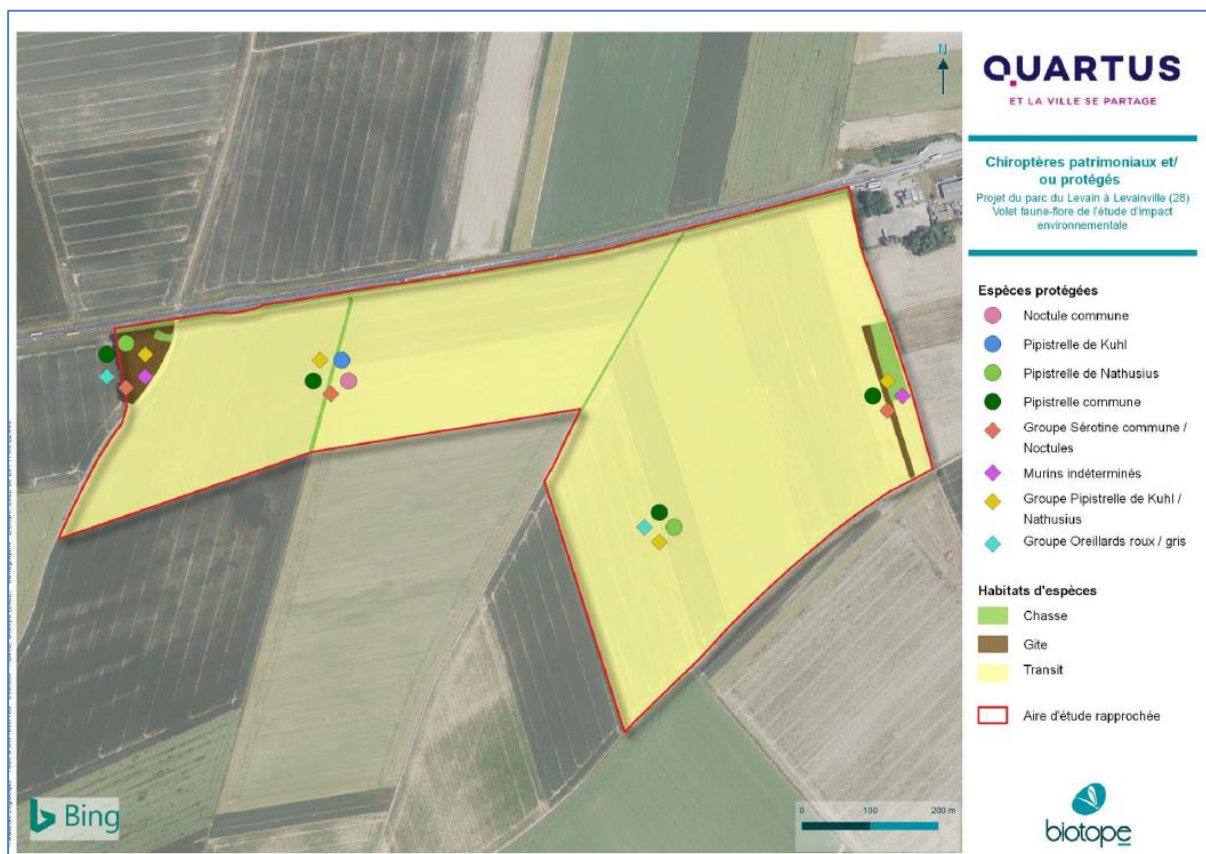 N
QUARTUS
ET LA VILLE SE PARTAGE
Chiroptères patrimoniaux et/
ou protégés
Projet du parc du Levain à Levainville (28)
Volet faune-flore de l'étude d'impact
environnementale
Espèces protégées
Noctule commune
Pipistrelle de Kuhl
Pipistrelle de Nathusius
Pipistrelle commune
Groupe Sérotine commune /
Noctules
Murins indéterminés
Groupe Pipistrelle de Kuhl /
Nathusius
Groupe Oreillards roux / gris
Habitats d'espèces
Chasse
Gite
Transit
Aire d'étude rapprochée
Bing
0 100 200 m
biotope